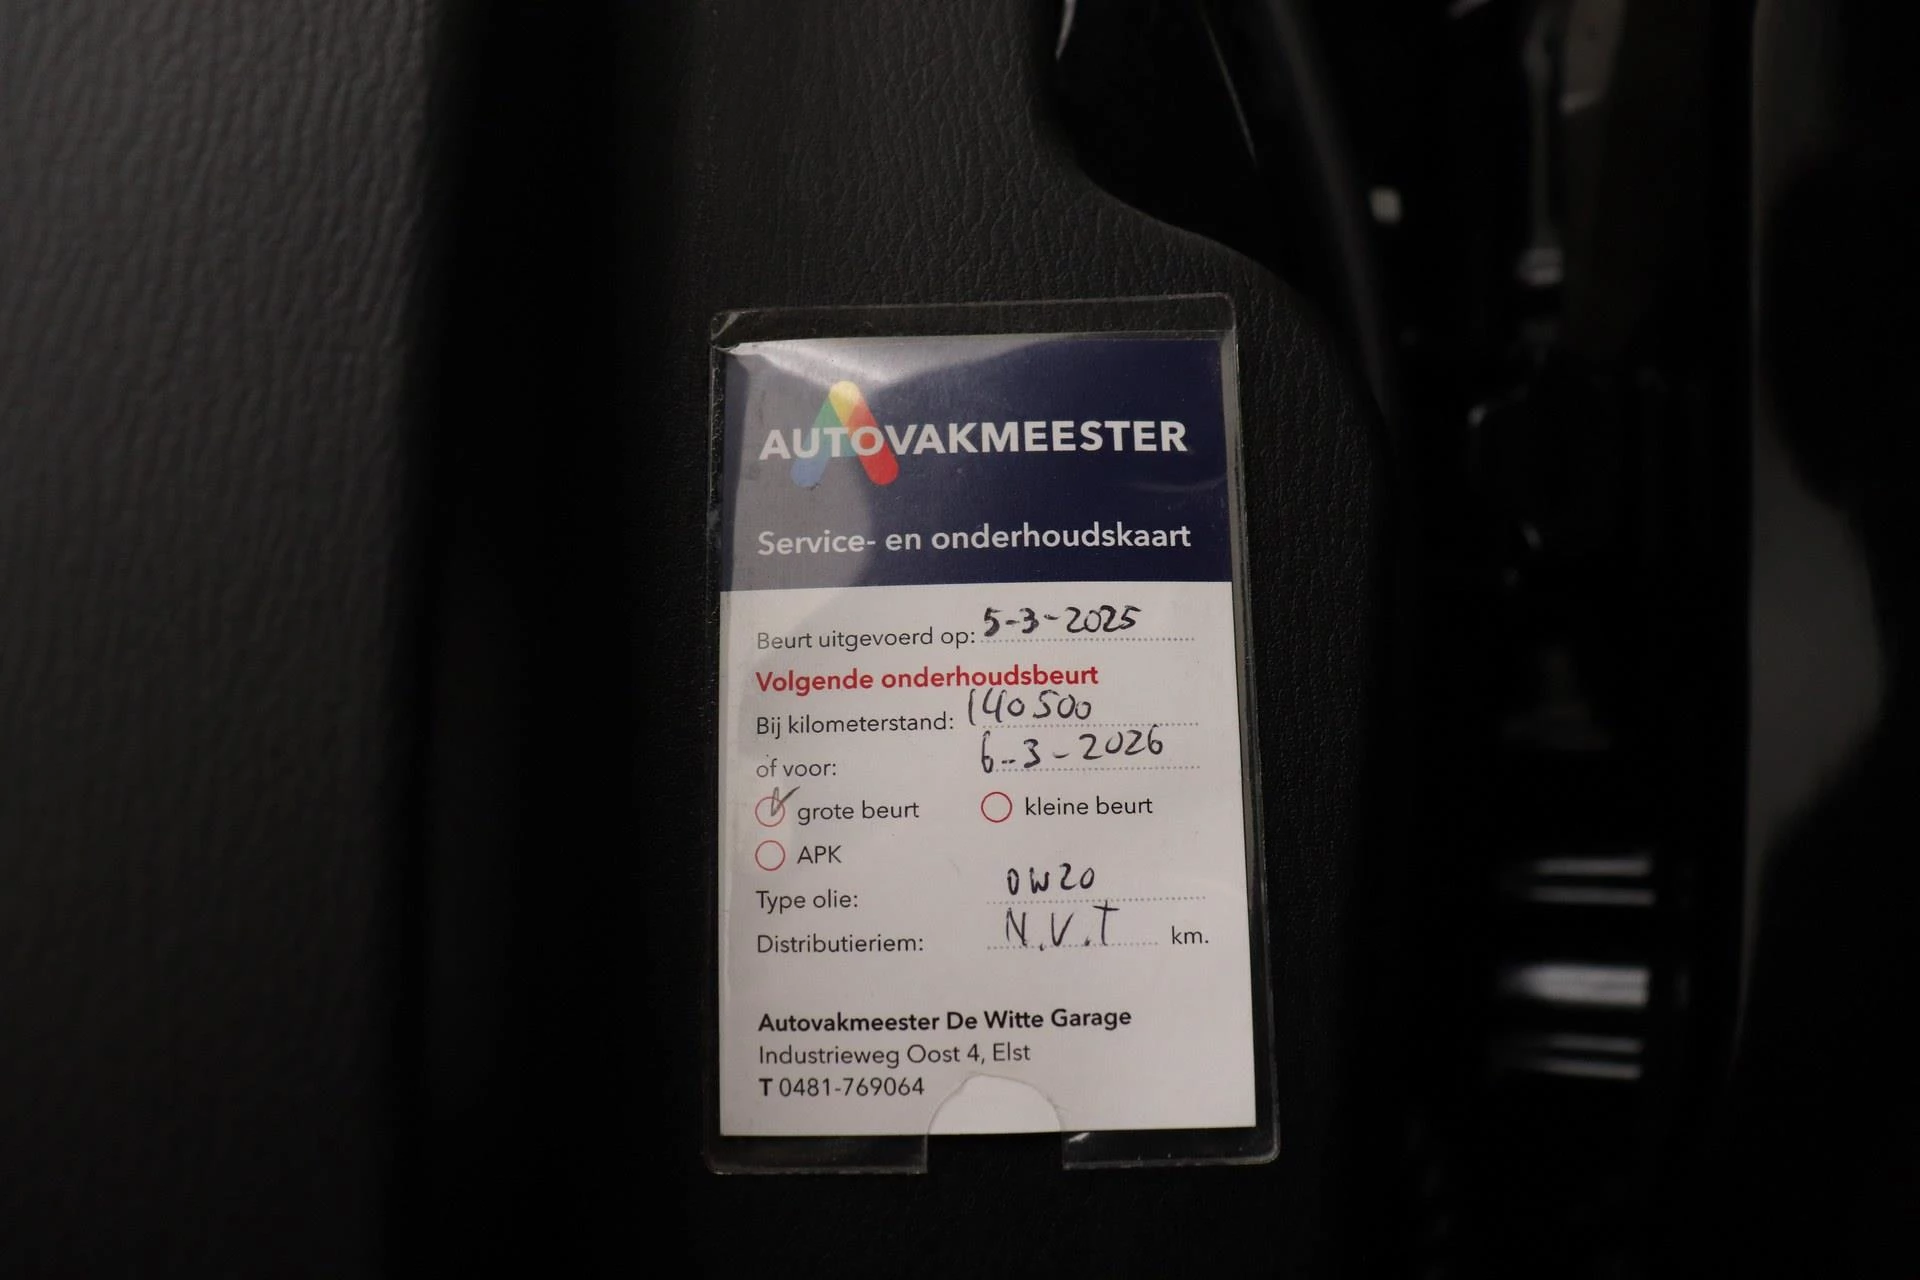 AUTOVAKMEESTER
Service- en onderhoudskaart
Beurt uitgevoerd op: 5-3-2025
Volgende onderhoudsbeurt
Bij kilometerstand: 140500
of voor: 6-3-2026
grote beurt kleine beurt
APK
Type olie: 0W20
Distributieriem: N.V.T km.
Autovakmeester De Witte Garage
Industrieweg Oost 4, Elst
T 0481-769064